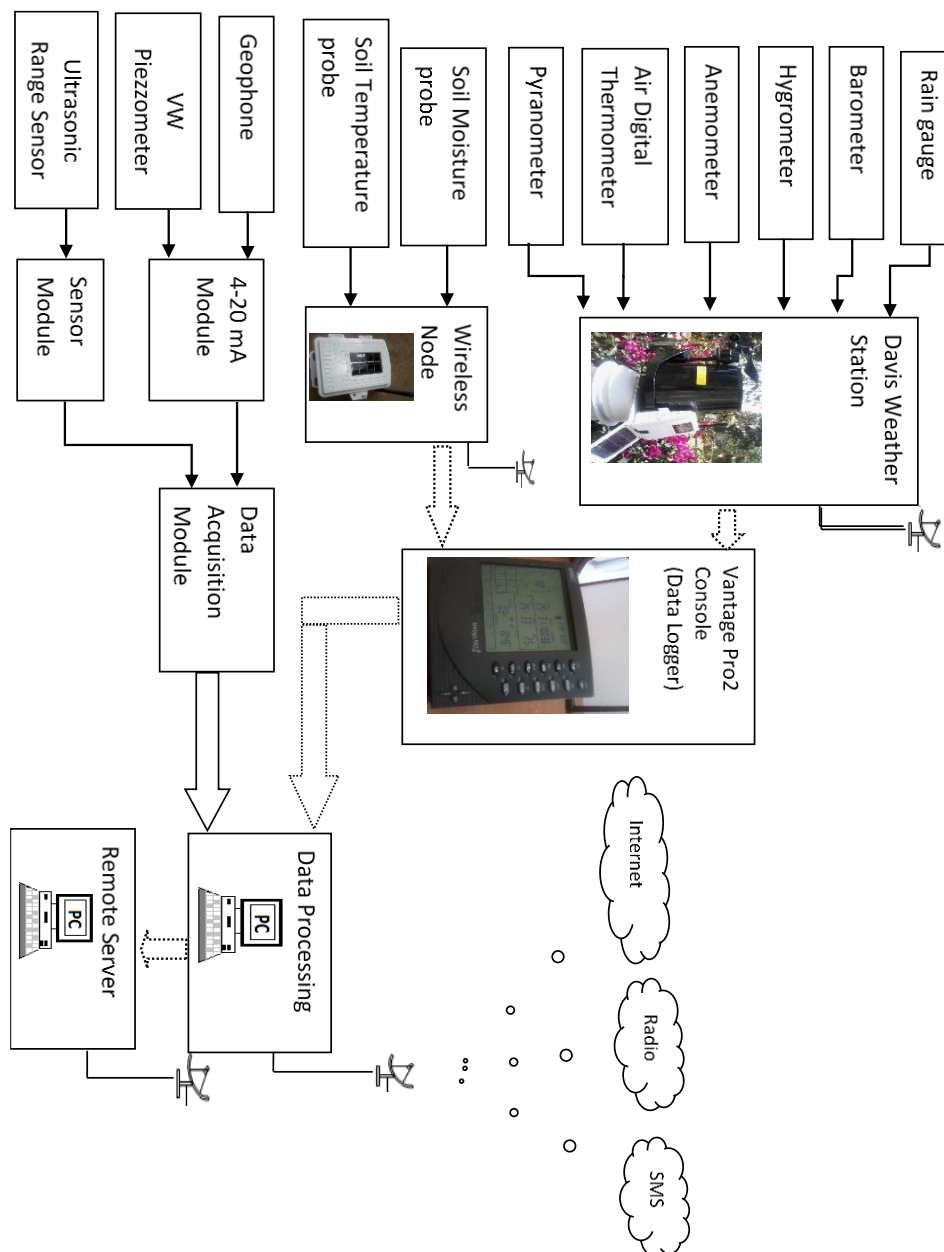 Rain gauge
Barometer
Hygrometer
Anemometer
Air Digital
Thermometer
Pyranometer
Soil Moisture
probe
Soil Temperature
probe
Geophone
VW
Piezzometer
Ultrasonic
Range Sensor
Davis Weather
Station
Wireless
Node
4-20 mA
Module
Sensor
Module
Vantage Pro2
Console
(Data Logger)
Data
Acquisition
Module
Data Processing
PC
Remote Server
PC
Internet
Radio
SMS